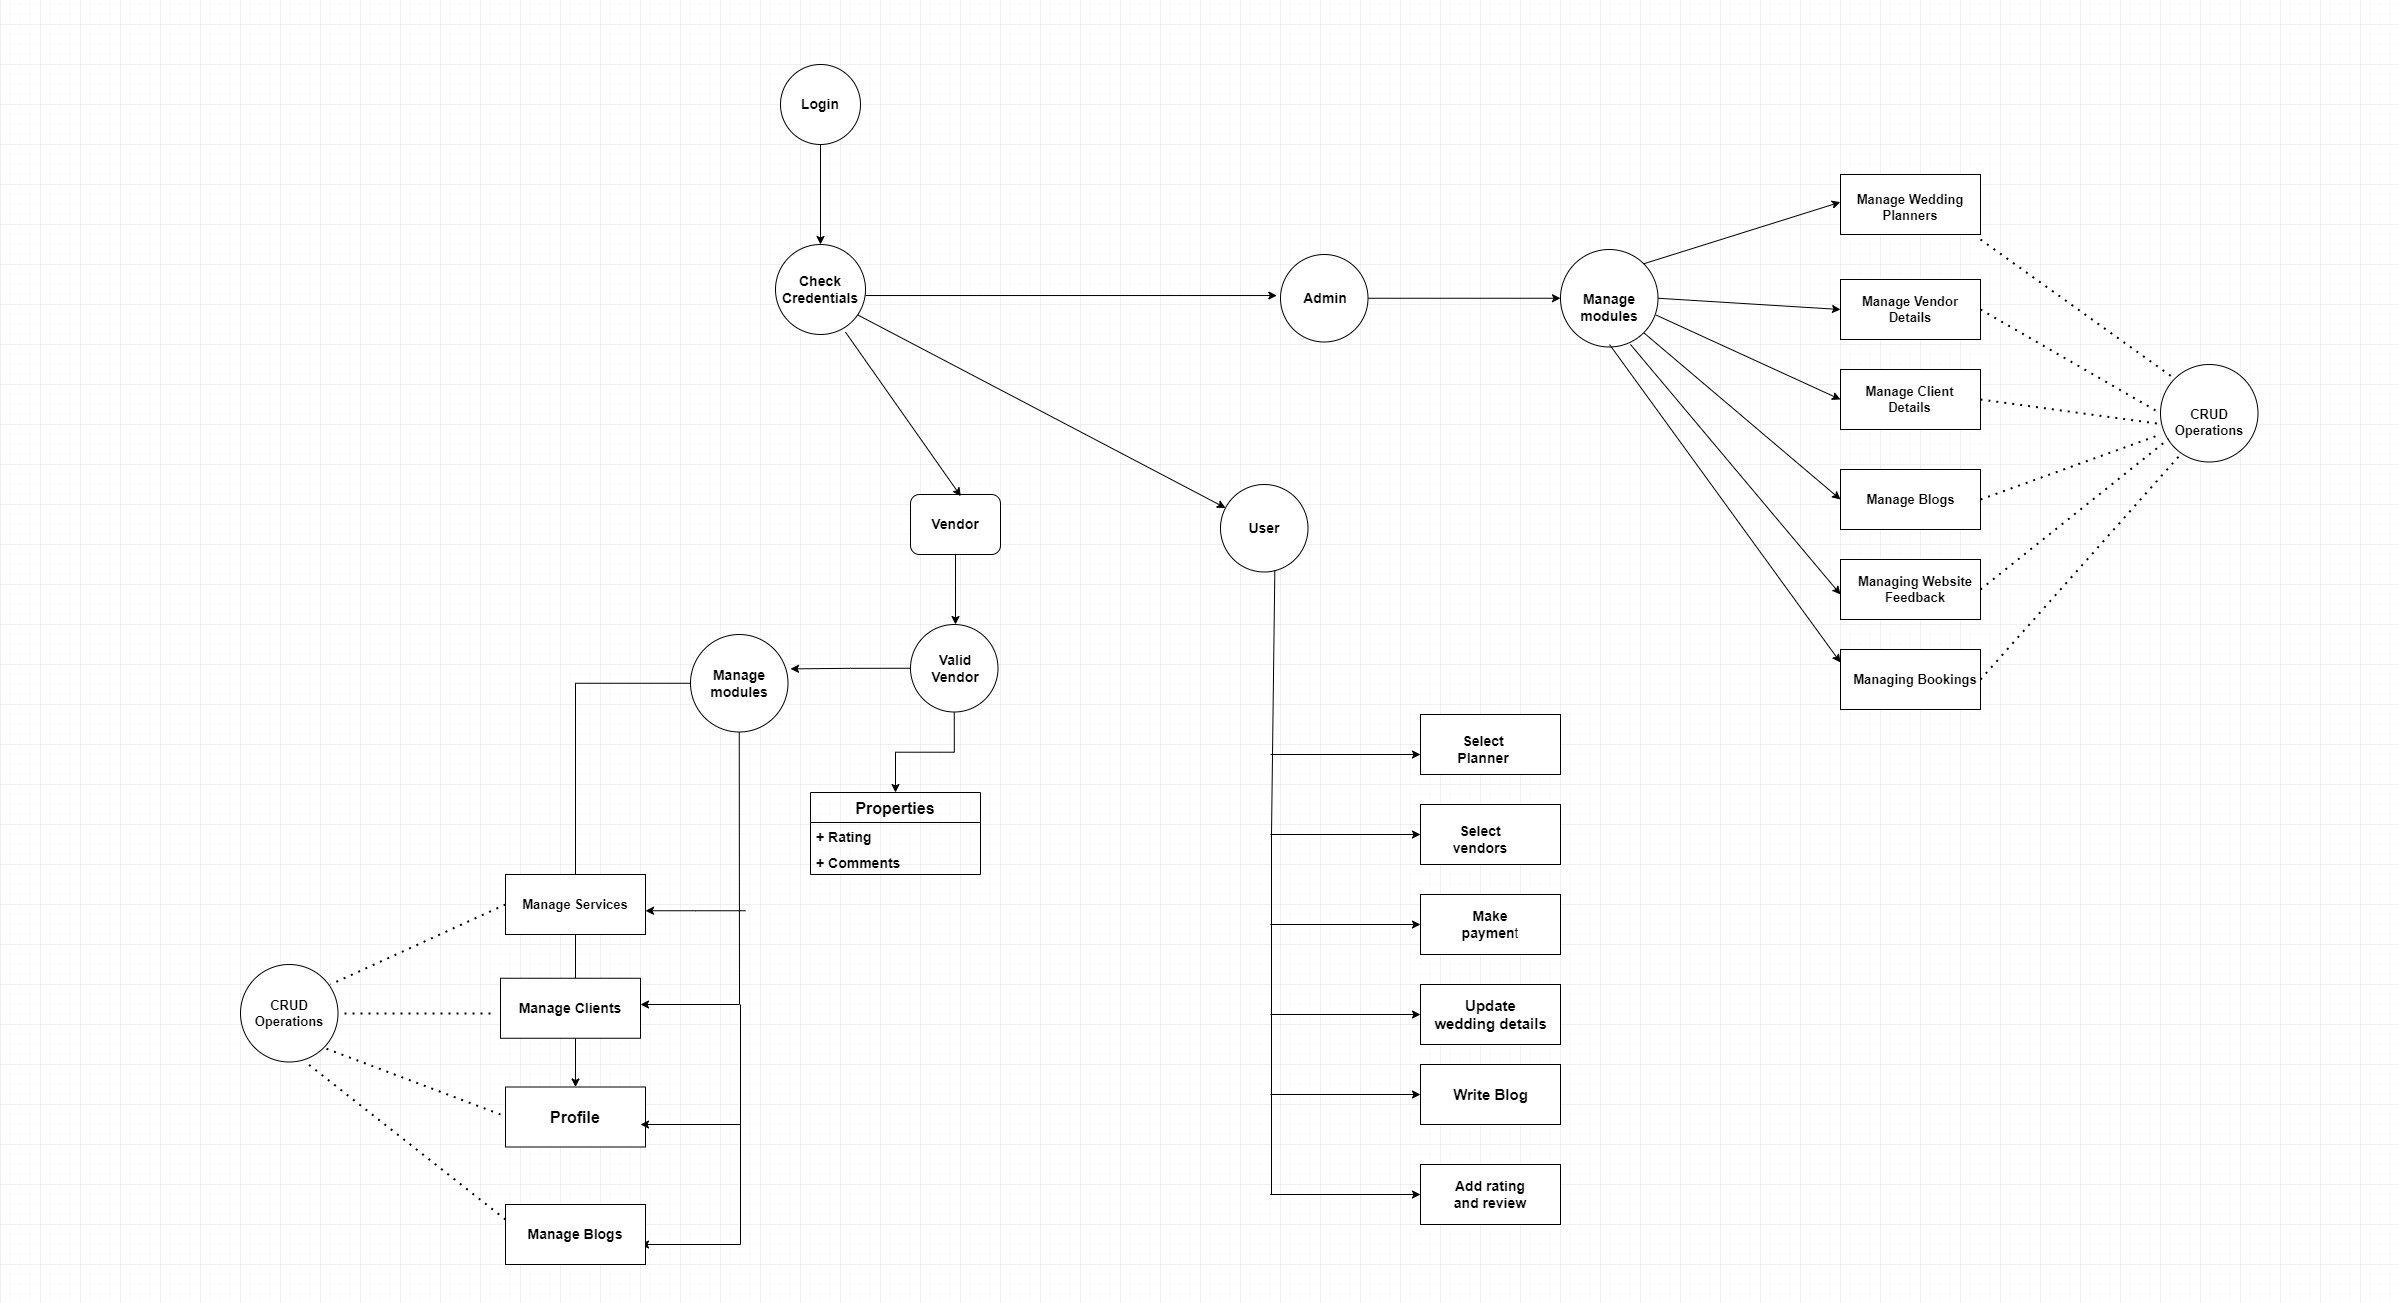 Login
Check
Credentials
Admin
Manage
modules
Manage Wedding
Planners
Manage Vendor
Details
Manage Client
Details
Manage Blogs
Managing Website
Feedback
Managing Bookings
CRUD
Operations
Vendor
User
Valid
Vendor
Manage
modules
Properties
+ Rating
+ Comments
Manage Services
Manage Clients
Profile
Manage Blogs
CRUD
Operations
Select
Planner
Select
vendors
Make
payment
Update
wedding details
Write Blog
Add rating
and review